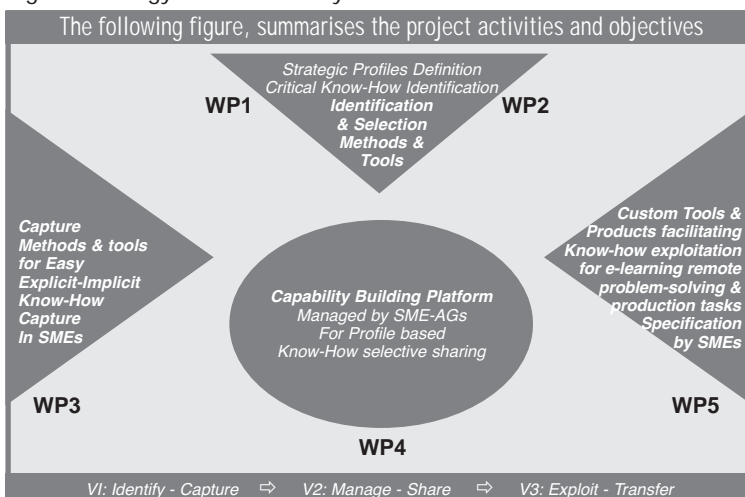 The following figure, summarises the project activities and objectives
Strategic Profiles Definition
Critical Know-How Identification
Identification
& Selection
Methods &
Tools
WP1
WP2
Capture
Methods & tools
for Easy
Explicit-Implicit
Know-How
Capture
In SMEs
WP3
Capability Building Platform
Managed by SME-AGs
For Profile based
Know-How selective sharing
WP4
Custom Tools &
Products facilitating
Know-how exploitation
for e-learning remote
problem-solving &
production tasks
Specification
by SMEs
WP5
VI: Identify - Capture ⇨ V2: Manage - Share ⇨ V3: Exploit - Transfer